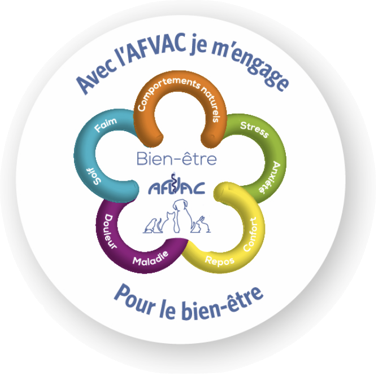 Avec l'AFVAC je m'engage
Comportements naturels
Faim
Soif
Stress
Anxiété
Bien-être
AFVAC
Douleur
Maladie
Repos
Confort
Pour le bien-être